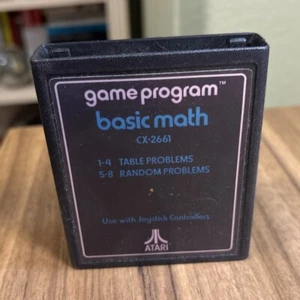 game program™
basic math
CX-2661
1-4 TABLE PROBLEMS
5-8 RANDOM PROBLEMS
Use with Joystick Controllers
ATARI